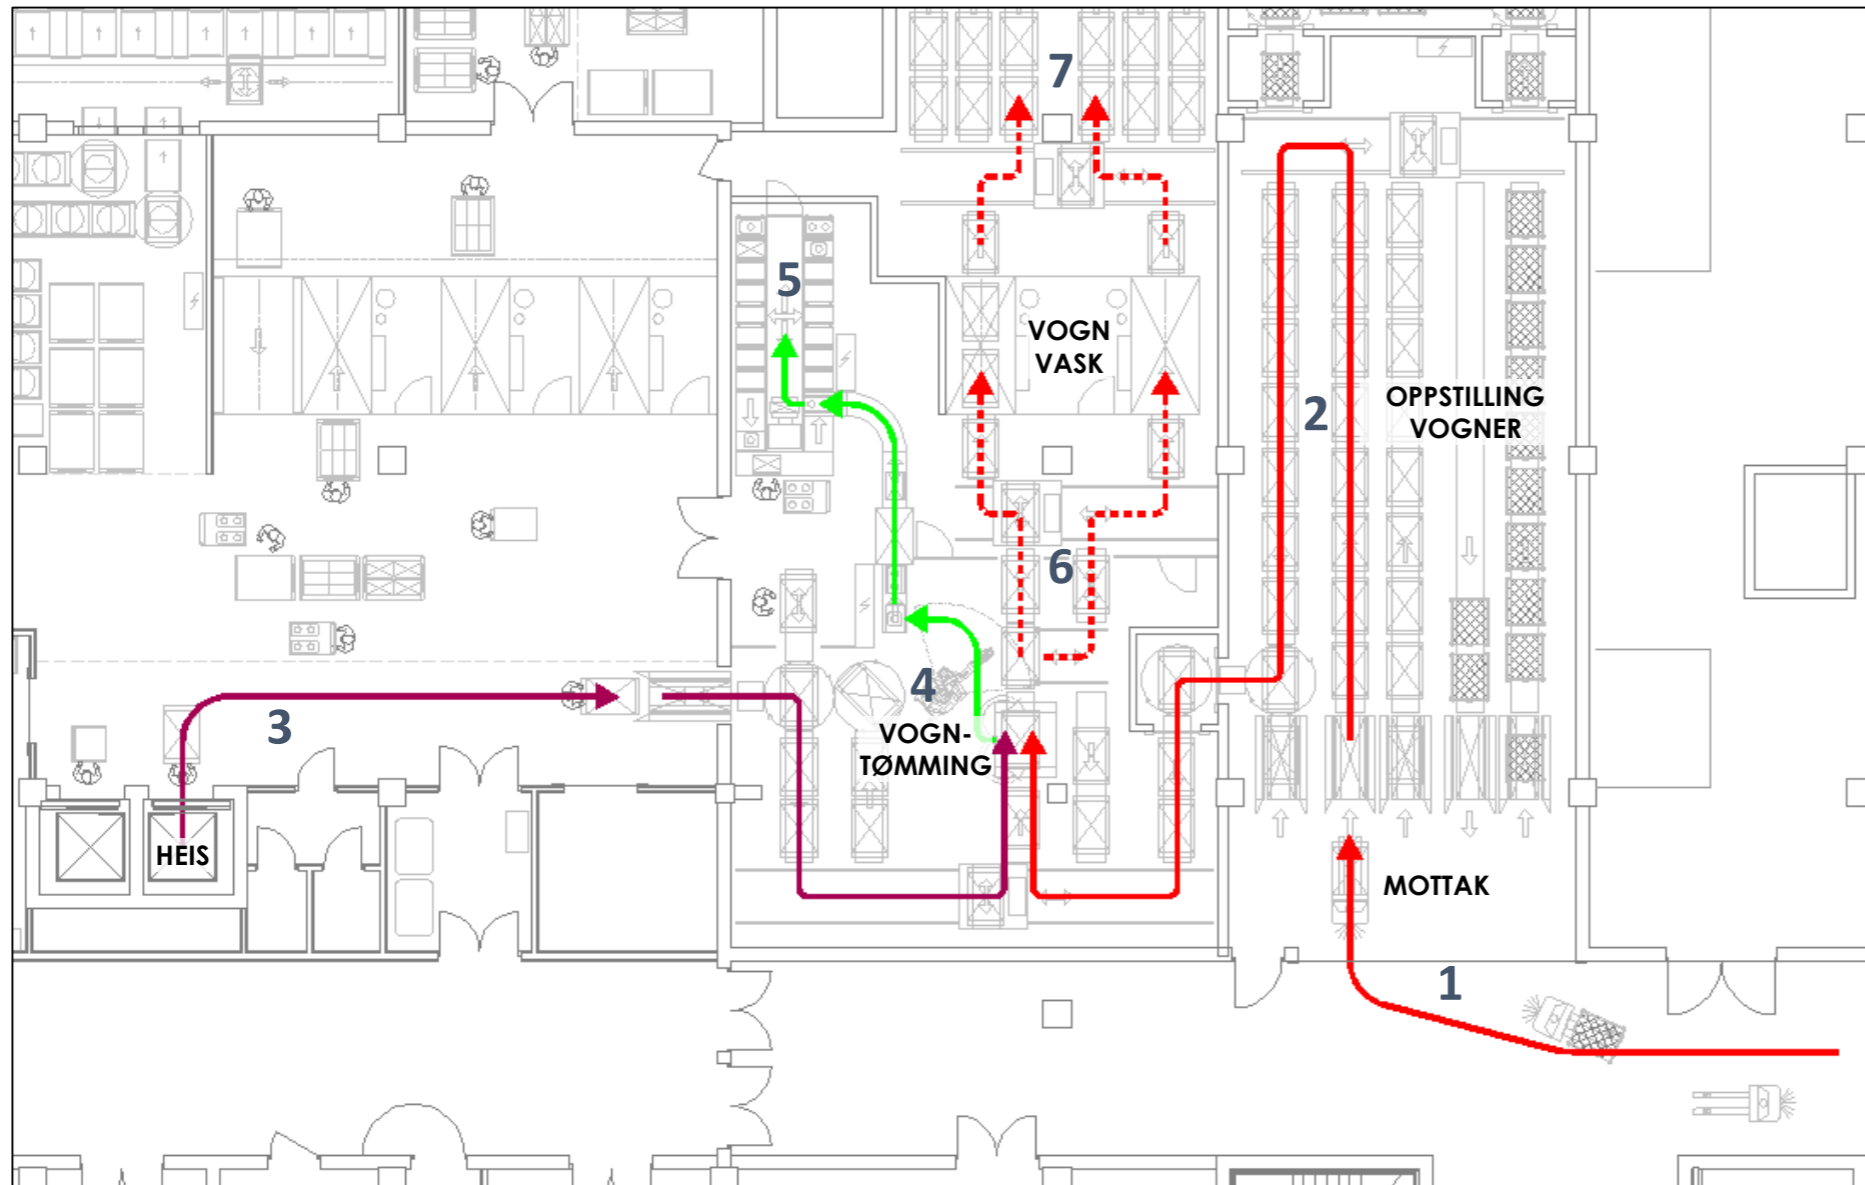 7
5
VOGN
VASK
2
OPPSTILLING
VOGNER
6
4
3
VOGN-
TØMMING
HEIS
MOTTAK
1